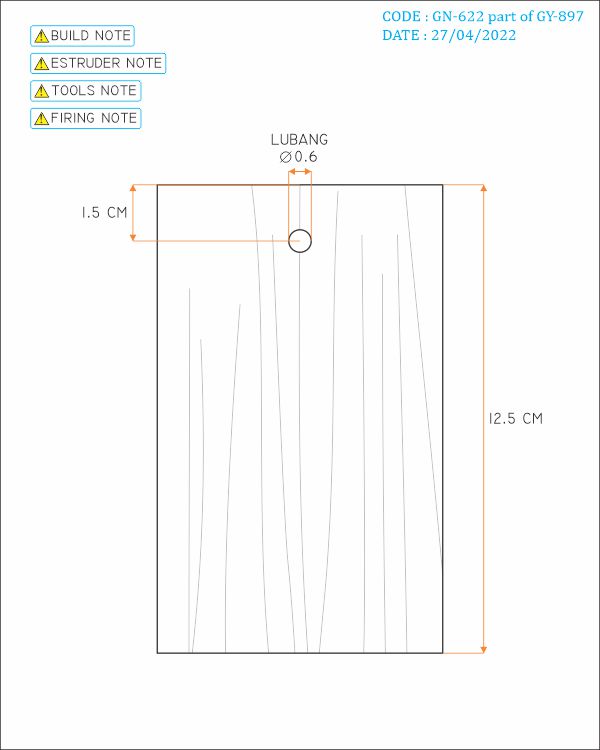 CODE : GN-622 part of GY-897
DATE : 27/04/2022
BUILD NOTE
ESTRUDER NOTE
TOOLS NOTE
FIRING NOTE
LUBANG
∅0.6
1.5 CM
12.5 CM